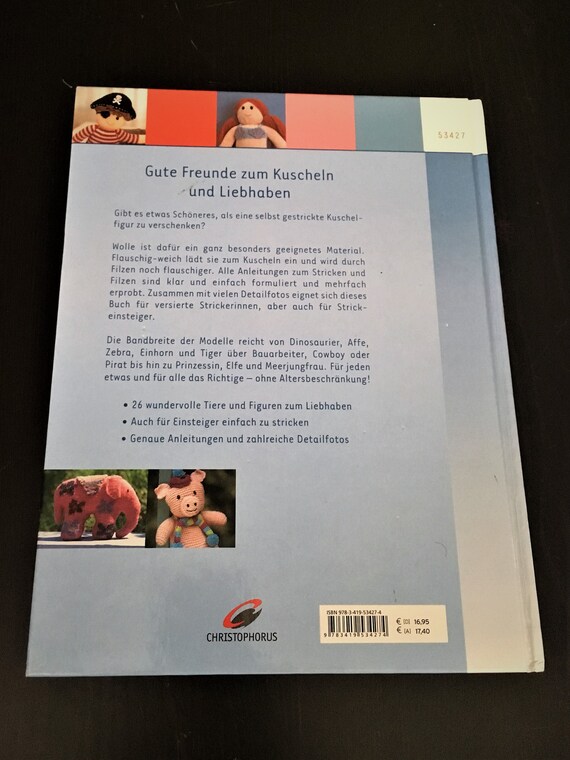 53427
Gute Freunde zum Kuscheln
und Liebhaben
Gibt es etwas Schöneres, als eine selbst gestrickte Kuschel-
figur zu verschenken?
Wolle ist dafür ein ganz besonders geeignetes Material.
Flauschig-weich lädt sie zum Kuscheln ein und wird durch
Filzen noch flauschiger. Alle Anleitungen zum Stricken und
Filzen sind klar und einfach formuliert und mehrfach
erprobt. Zusammen mit vielen Detailfotos eignet sich dieses
Buch für versierte Strickerinnen, aber auch für Strick-
einsteiger.
Die Bandbreite der Modelle reicht von Dinosaurier, Affe,
Zebra, Einhorn und Tiger über Bauarbeiter, Cowboy oder
Pirat bis hin zu Prinzessin, Elfe und Meerjungfrau. Für jeden
etwas und für alle das Richtige – ohne Altersbeschränkung!
• 26 wundervolle Tiere und Figuren zum Liebhaben
• Auch für Einsteiger einfach zu stricken
• Genaue Anleitungen und zahlreiche Detailfotos
CHRISTOPHORUS
ISBN 978-3-419-53427-4
9 783419 534274
€ (D) 16,95
€ (A) 17,40